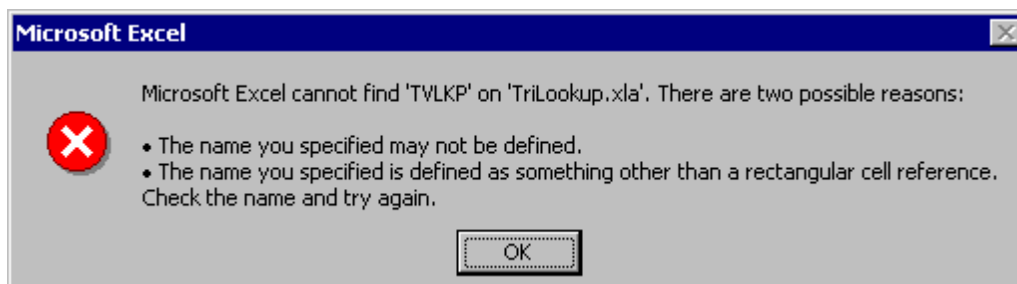 Microsoft Excel
Microsoft Excel cannot find 'TVLKP' on 'TriLookup.xla'. There are two possible reasons:
• The name you specified may not be defined.
• The name you specified is defined as something other than a rectangular cell reference.
Check the name and try again.
OK